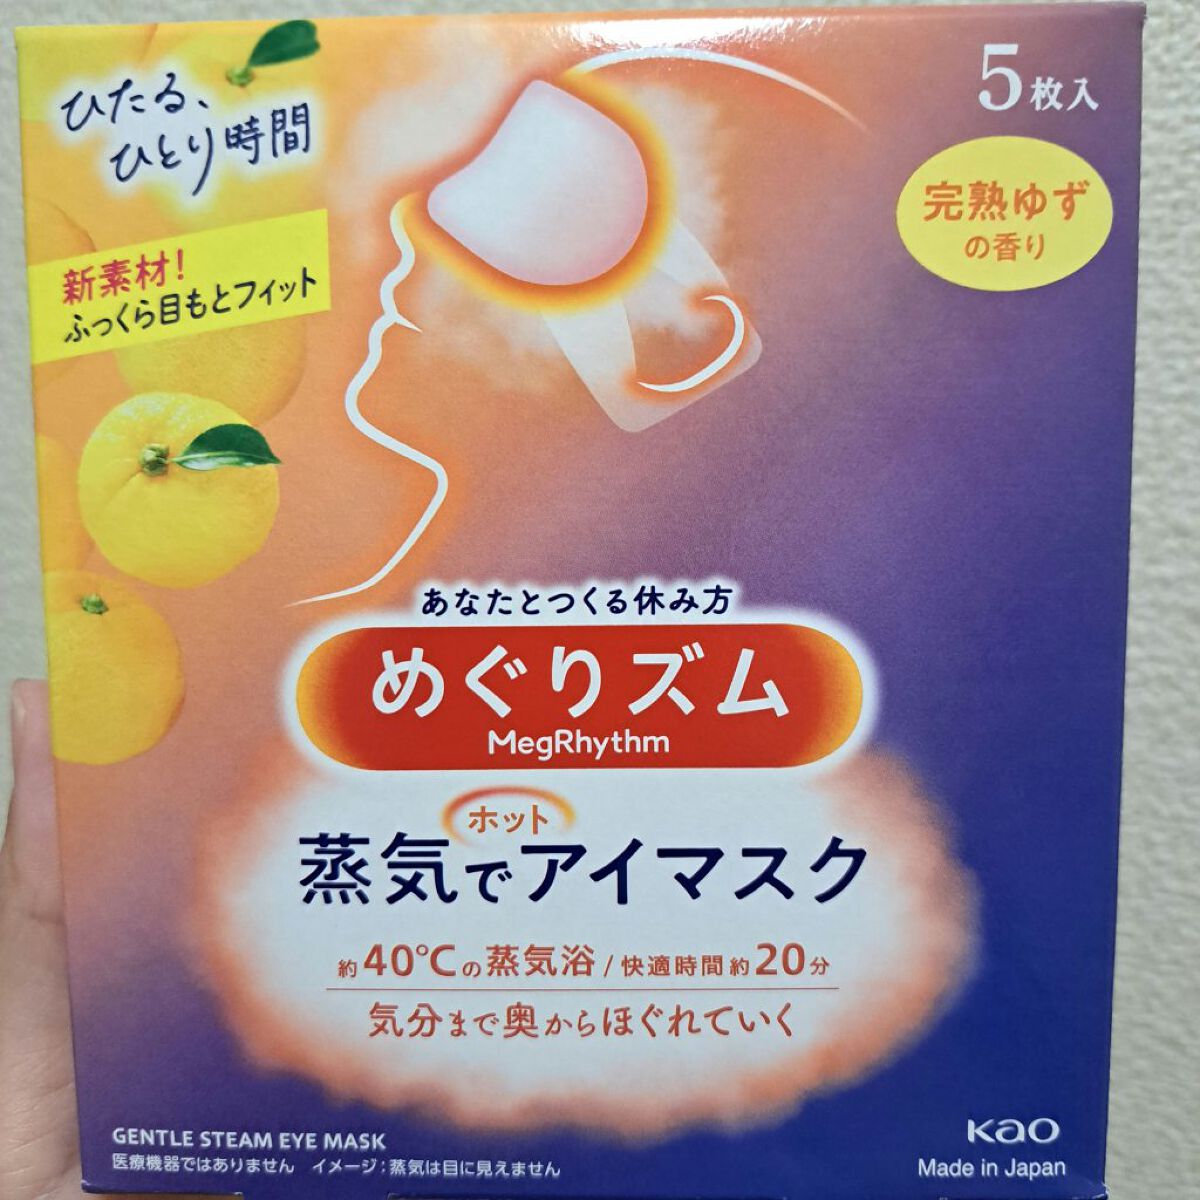 ひたる、
ひとり時間
5枚入
完熟ゆず
の香り
新素材!
ふっくら目もとフィット
あなたとつくる休み方
めぐりズム
MegRhythm
ホット
蒸気でアイマスク
約40℃の蒸気浴/快適時間約20分
気分まで奥からほぐれていく
GENTLE STEAM EYE MASK
医療機器ではありません イメージ:蒸気は目に見えません
Kao
Made in Japan